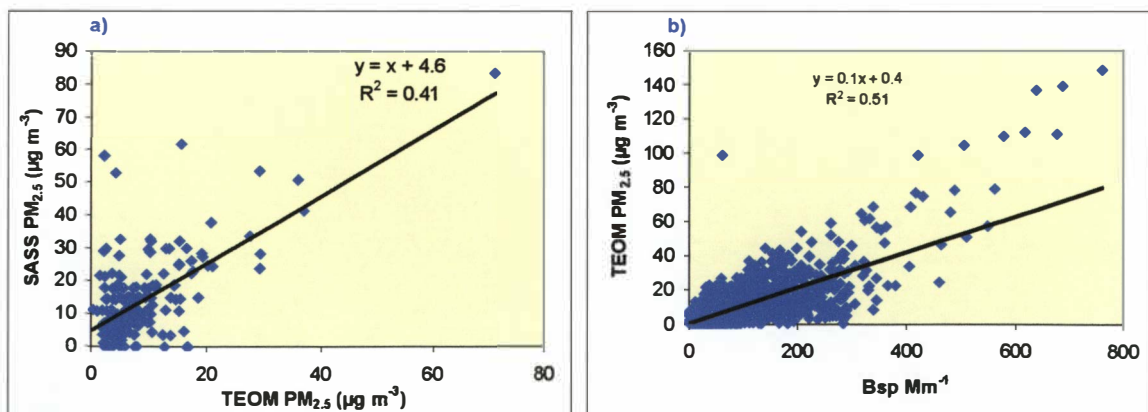 a)
90
80
70
60
50
40
30
20
10
0
SASS PM2.5 (µg m-3)
y = x + 4.6
R2 = 0.41
0 20 40 60 80
TEOM PM2.5 (µg m-3)
b)
160
140
120
100
80
60
40
20
0
TEOM PM2.5 (µg m-3)
y = 0.1x + 0.4
R2 = 0.51
0 200 400 600 800
Bsp Mm-1